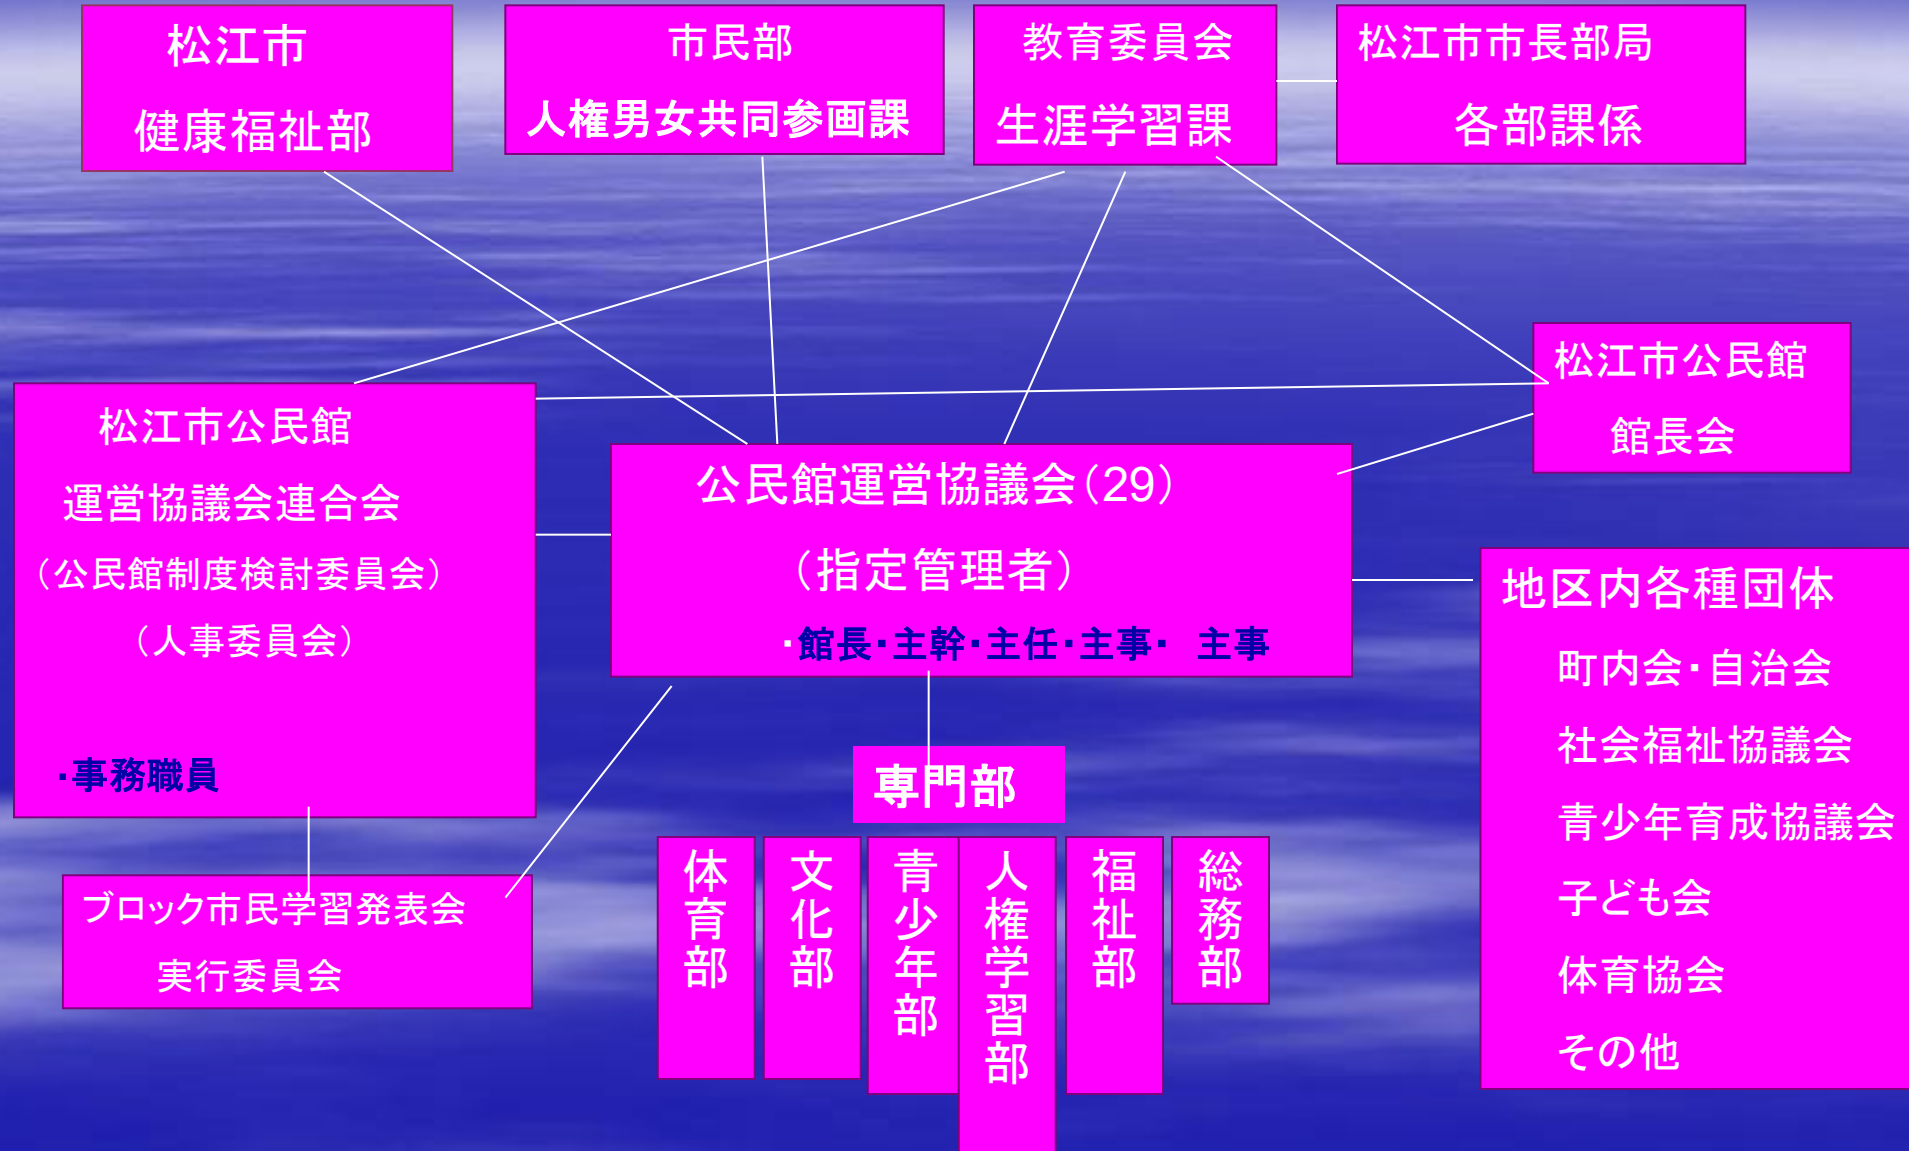 松江市
健康福祉部
市民部
人権男女共同参画課
教育委員会
生涯学習課
松江市市長部局
各部課係
松江市公民館
館長会
松江市公民館
運営協議会連合会
（公民館制度検討委員会）
（人事委員会）
・事務職員
公民館運営協議会（29）
（指定管理者）
・館長・主幹・主任・主事・　主事
地区内各種団体
町内会・自治会
社会福祉協議会
青少年育成協議会
子ども会
体育協会
その他
専門部
体育部
文化部
青少年部
人権学習部
福祉部
総務部
ブロック市民学習発表会
実行委員会